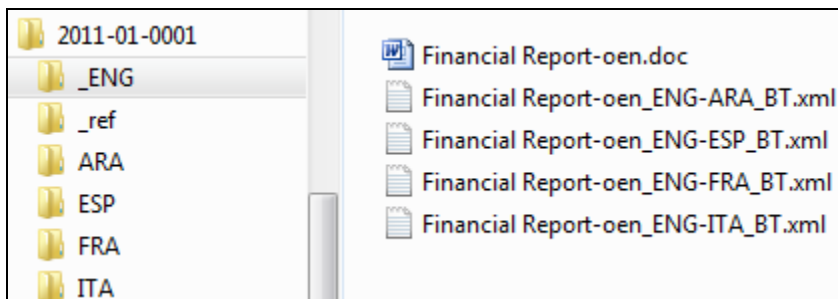 2011-01-0001
_ENG
_ref
ARA
ESP
FRA
ITA
Financial Report-oen.doc
Financial Report-oen_ENG-ARA_BT.xml
Financial Report-oen_ENG-ESP_BT.xml
Financial Report-oen_ENG-FRA_BT.xml
Financial Report-oen_ENG-ITA_BT.xml